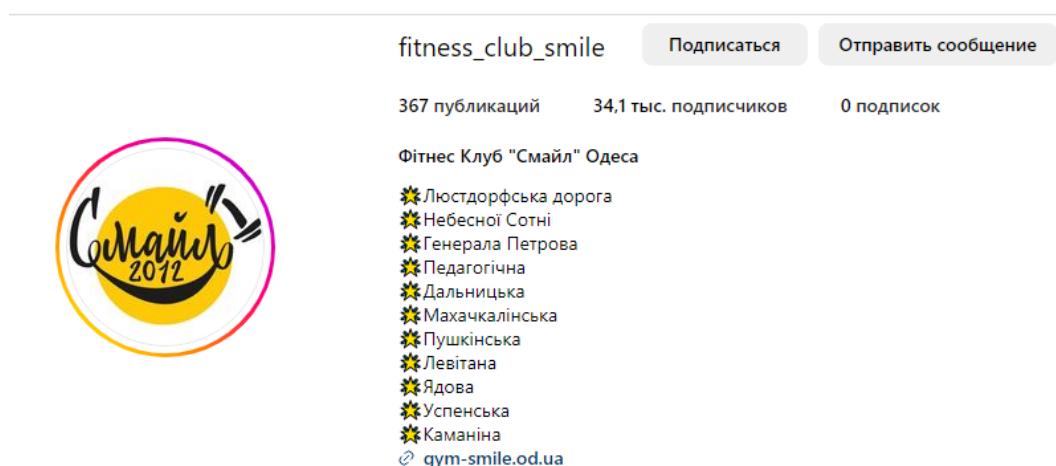 fitness_club_smile Подписаться Отправить сообщение
367 публикаций 34,1 тыс. подписчиков 0 подписок
Смайл
2012
Фітнес Клуб "Смайл" Одеса
Люстдорфська дорога
Небесної Сотні
Генерала Петрова
Педагогічна
Дальницька
Махачкалінська
Пушкінська
Левітана
Ядова
Успенська
Каманіна
gym-smile.od.ua